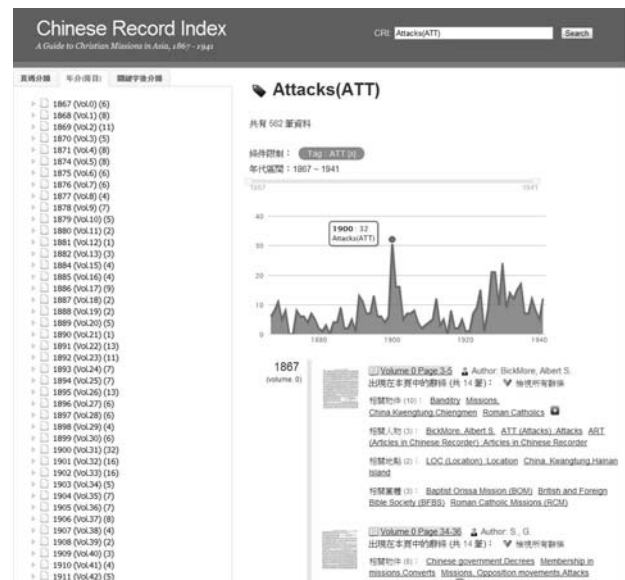 Chinese Record Index
A Guide to Christian Missions in Asia, 1867-1941
CRI: Attacks(ATT) Search
年分(卷目)
1867 (Vol.0) (6)
1868 (Vol.1) (8)
1869 (Vol.2) (11)
1870 (Vol.3) (5)
1871 (Vol.4) (8)
1874 (Vol.5) (8)
1875 (Vol.6) (6)
1876 (Vol.7) (6)
1877 (Vol.8) (4)
1878 (Vol.9) (7)
1879 (Vol.10) (5)
1880 (Vol.11) (2)
1881 (Vol.12) (1)
1882 (Vol.13) (3)
1884 (Vol.15) (4)
1885 (Vol.16) (4)
1886 (Vol.17) (9)
1887 (Vol.18) (2)
1888 (Vol.19) (2)
1889 (Vol.20) (5)
1890 (Vol.21) (1)
1891 (Vol.22) (13)
1892 (Vol.23) (11)
1893 (Vol.24) (7)
1894 (Vol.25) (7)
1895 (Vol.26) (13)
1896 (Vol.27) (6)
1897 (Vol.28) (6)
1898 (Vol.29) (4)
1899 (Vol.30) (6)
1900 (Vol.31) (32)
1901 (Vol.32) (16)
1902 (Vol.33) (16)
1903 (Vol.34) (5)
1904 (Vol.35) (7)
1905 (Vol.36) (7)
1906 (Vol.37) (8)
1907 (Vol.38) (4)
1908 (Vol.39) (2)
1909 (Vol.40) (3)
1910 (Vol.41) (4)
1911 (Vol.42) (5)
Attacks(ATT)
共有 562 筆資料
條件限制： Tag : ATT [x]
年代區間：1867 ~ 1941
1867 1941
40
30
20
10
0
1900 : 32
Attacks(ATT)
1880 1900 1920 1940
1867
(volume. 0)
Volume 0 Page 3-5 Author: BickMore, Albert S.
出現在本頁中的辭條 (共 14 筆)： 檢視所有辭條
相關物件 (10)： Banditry Missions,
China,Kwengtung,Chiengmen Roman Catholics
相關人物 (3)： BickMore, Albert S. ATT (Attacks) ,Attacks ART
(Articles in Chinese Recorder) ,Articles in Chinese Recorder
相關地點 (2)： LOC (Location) ,Location China, Kwangtung,Hainan
Island
相關團體 (3)： Baptist Orissa Mission (BOM) British and Foreign
Bible Society (BFBS) Roman Catholic Missions (RCM)
Volume 0 Page 34-36 Author: S., G.
出現在本頁中的辭條 (共 14 筆)： 檢視所有辭條
相關物件 (8)： Chinese government,Decrees Membership in
missions,Converts Missions, Opposition movements,Attacks